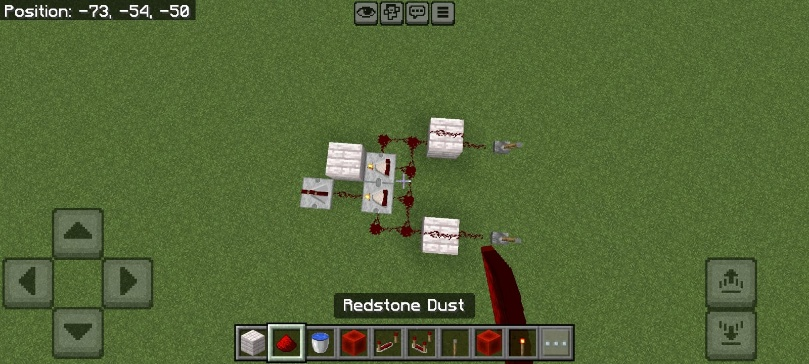 Position: -73, -54, -50
Redstone Dust